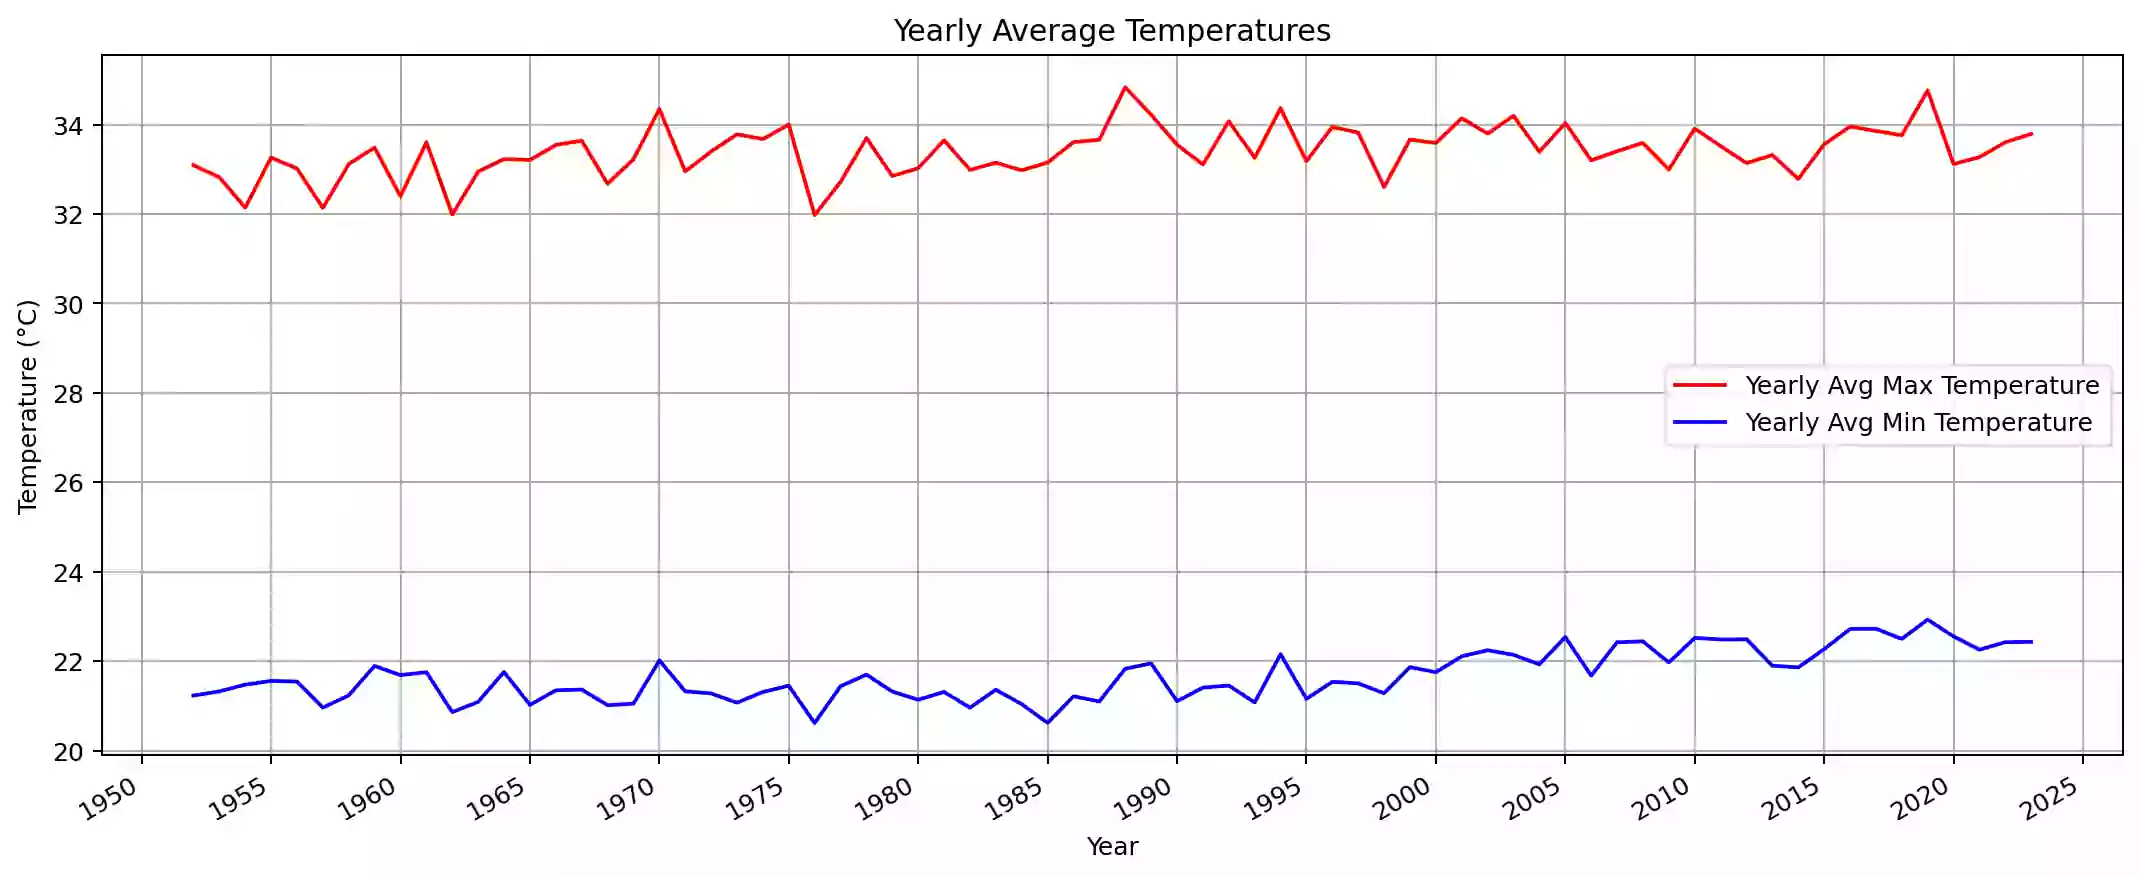 Yearly Average Temperatures
34
32
30
28
26
24
22
20
Temperature (°C)
Yearly Avg Max Temperature
Yearly Avg Min Temperature
1950 1955 1960 1965 1970 1975 1980 1985 1990 1995 2000 2005 2010 2015 2020 2025
Year